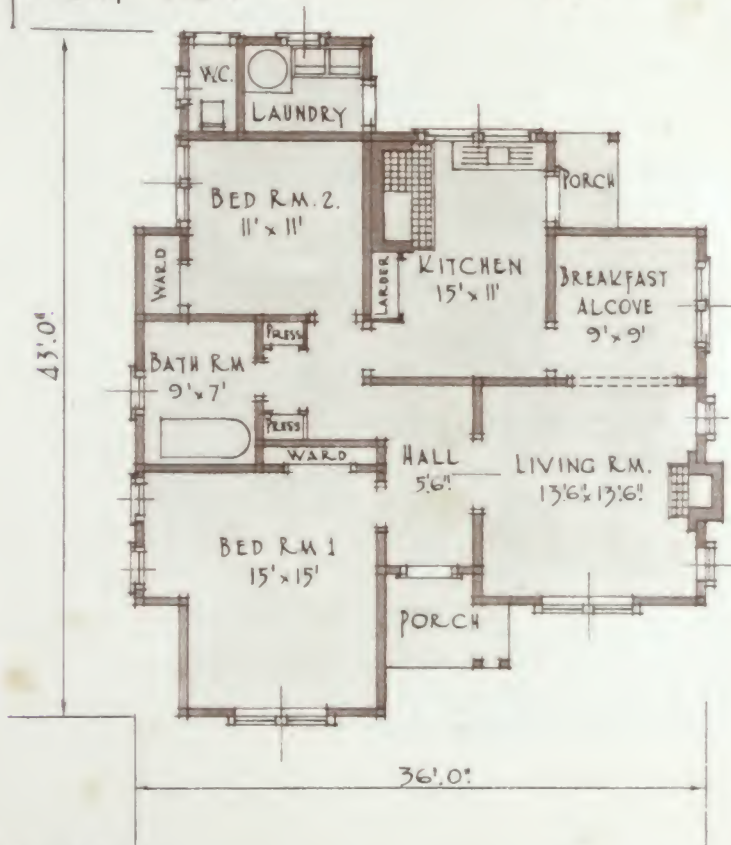 W.C.
LAUNDRY
BED RM. 2.
11' x 11'
PORCH
WARD
LARDER
KITCHEN
15' x 11'
BREAKFAST
ALCOVE
9' x 9'
43'.0"
PRESS
BATH RM
9' x 7'
PRESS
WARD
HALL
5'6"
LIVING RM.
13'6" x 13'6"
BED RM 1
15' x 15'
PORCH
36'.0"